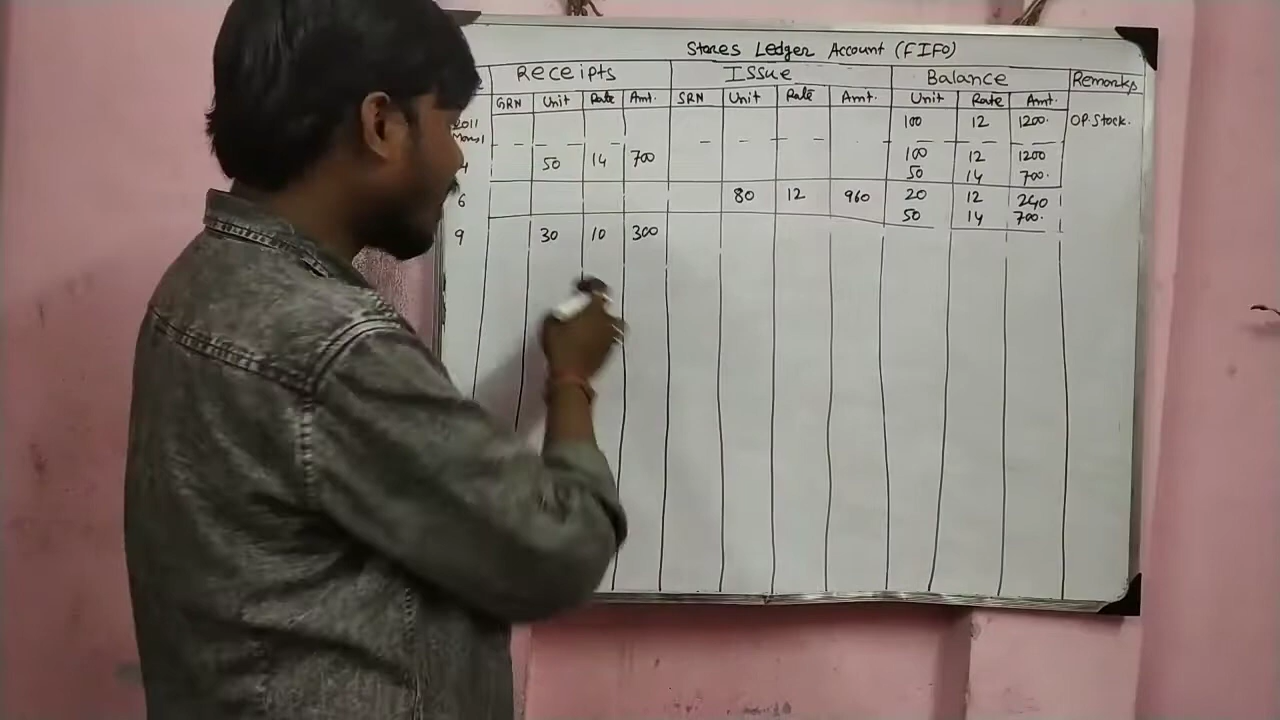 Stores Ledger Account (FIFO)
Receipts Issue Balance Remarks
GRN Unit Rate Amt. SRN Unit Rate Amt. Unit Rate Amt.
2011 100 12 1200. OP. Stock.
4 50 14 700 100 12 1200
50 14 700.
6 80 12 960 20 12 240
50 14 700.
9 30 10 300